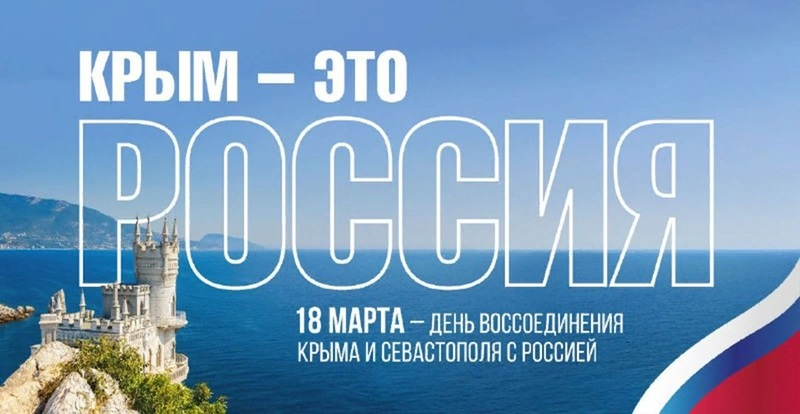 КРЫМ – ЭТО
РОССИЯ
18 МАРТА – ДЕНЬ ВОССОЕДИНЕНИЯ
КРЫМА И СЕВАСТОПОЛЯ С РОССИЕЙ